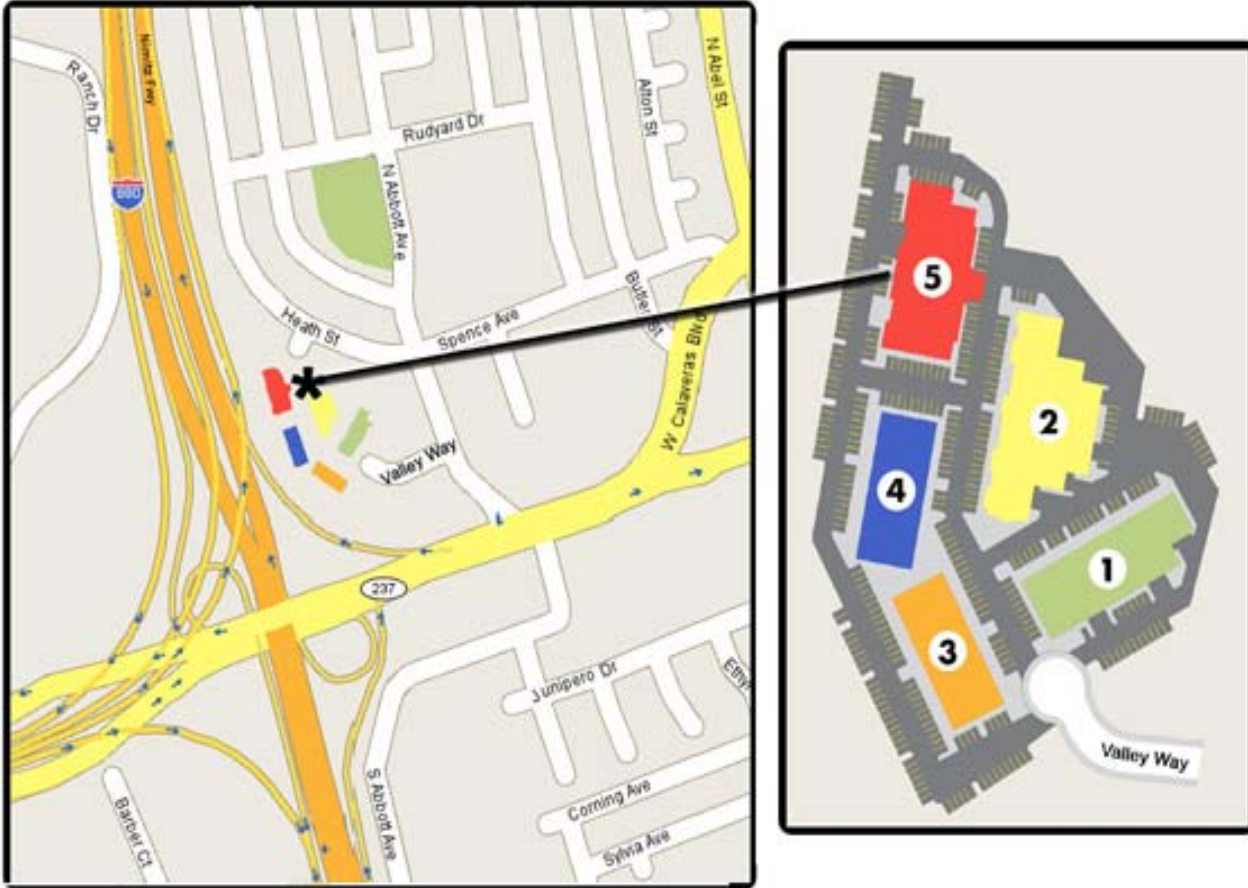 Ranch Dr
Nimitz Fwy
880
Rudyard Dr
N Abbott Ave
Alton St
N Abel St
Heath St
Spence Ave
Butler St
W Calaveras Blvd
Valley Way
237
Junipero Dr
Corning Ave
Sylvia Ave
S Abbott Ave
Barber Ct
5
2
4
1
3
Valley Way